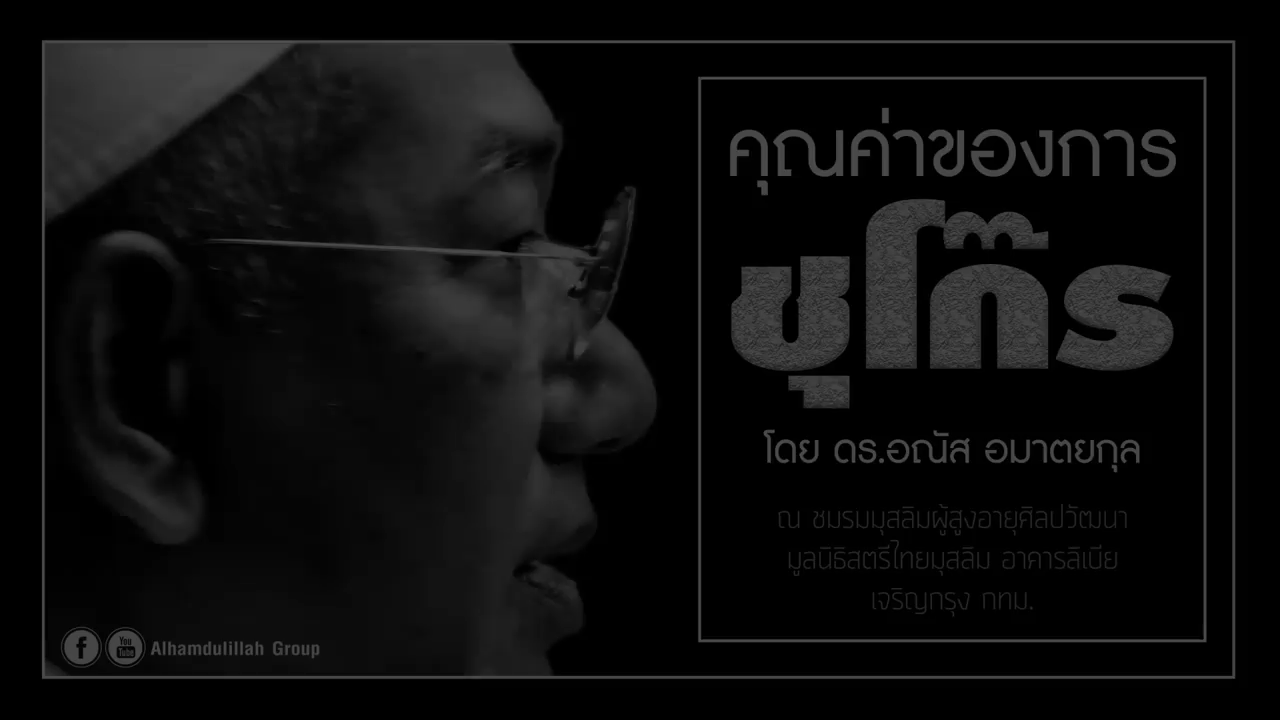 คุณค่าของการ
ชุโก๊ร
โดย ดร.อณัส อมาตยกุล
ณ ชมรมมุสลิมผู้สูงอายุศิลปวัฒนา
มูลนิธิสตรีไทยมุสลิม อาคารลิเบีย
เจริญกรุง กทม.
f You Tube Alhamdulillah Group